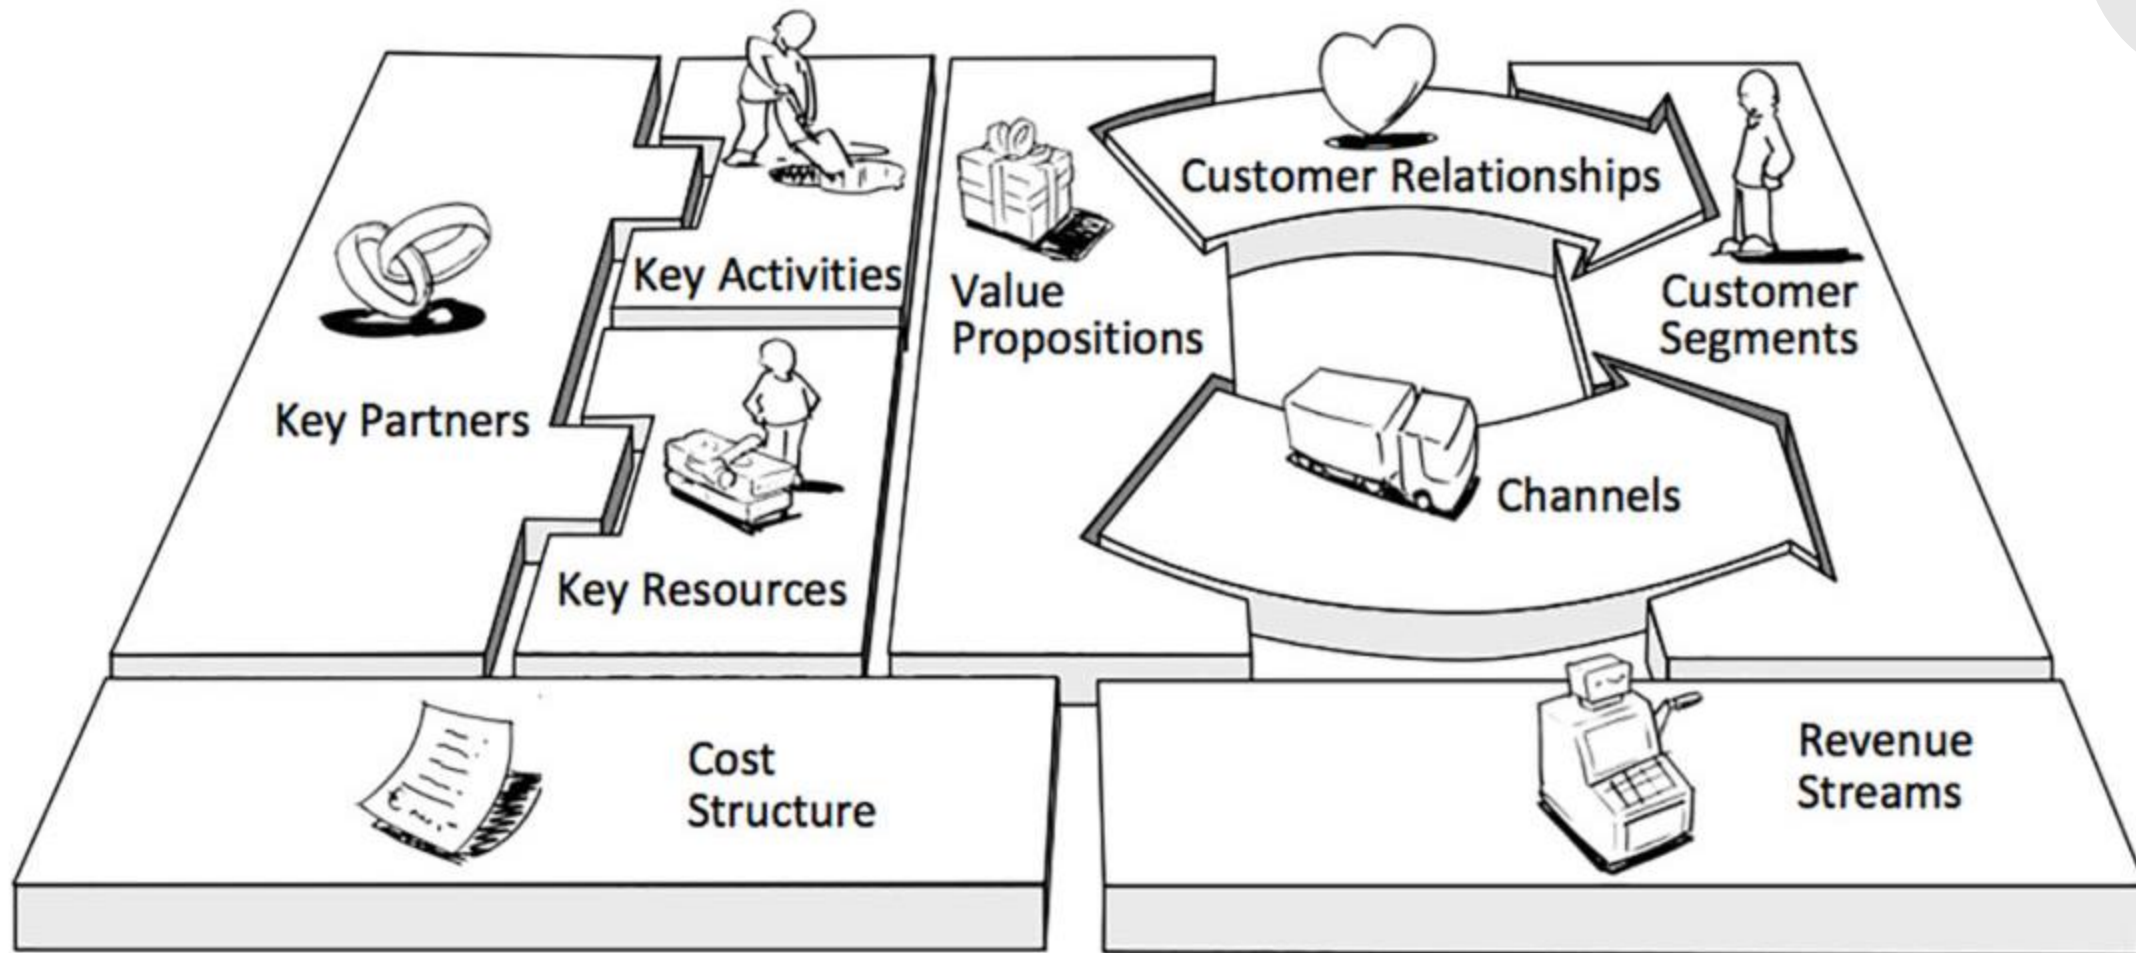 Key Partners
Key Activities
Key Resources
Value
Propositions
Customer Relationships
Channels
Customer
Segments
Cost
Structure
Revenue
Streams